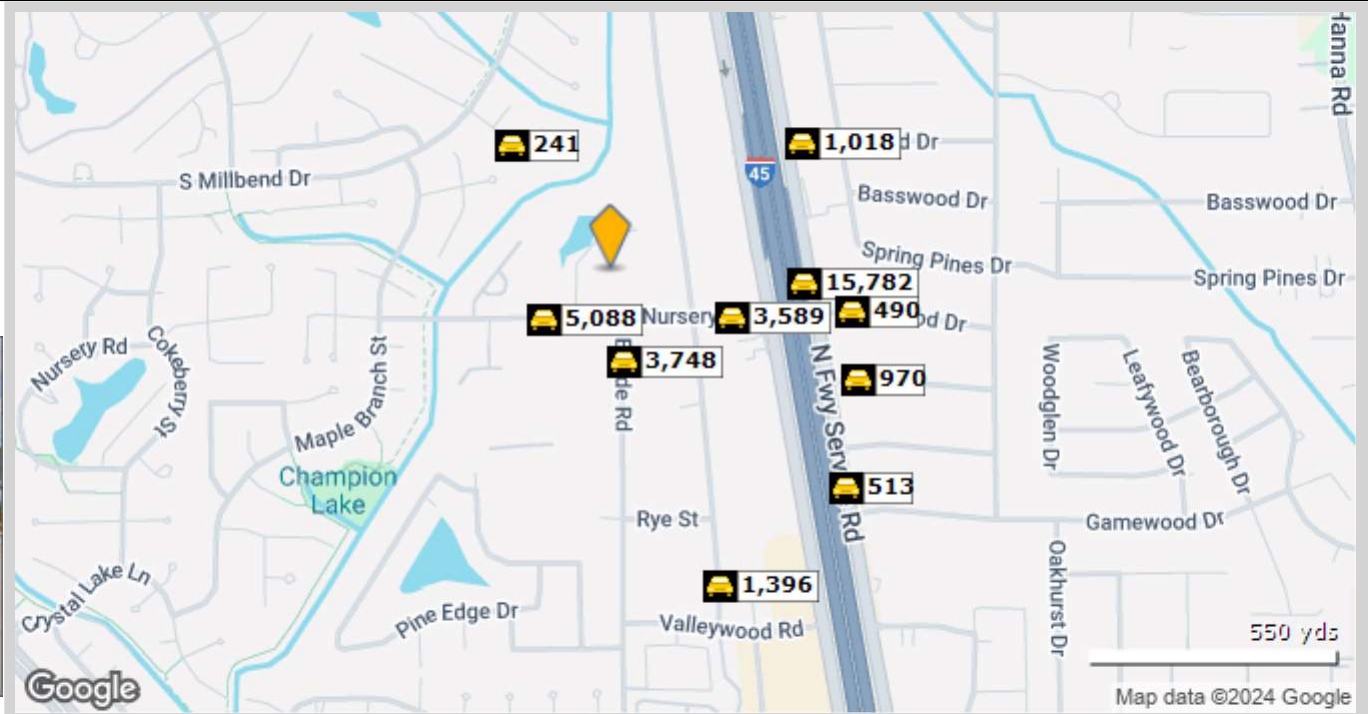 Hanna Rd
241
1,018
d Dr
S Millbend Dr
45
Basswood Dr
Basswood Dr
Spring Pines Dr
Spring Pines Dr
15,782
490
od Dr
5,088
Nursery
3,589
3,748
de Rd
970
N Fwy Serv
Rd
Nursery Rd
Cokeberry St
Maple Branch St
Woodglen Dr
Leafywood Dr
Bearborough Dr
Champion
Lake
513
Rye St
Gamewood Dr
Crystal Lake Ln
1,396
Oakhurst Dr
Pine Edge Dr
Valleywood Rd
550 yds
Google
Map data ©2024 Google